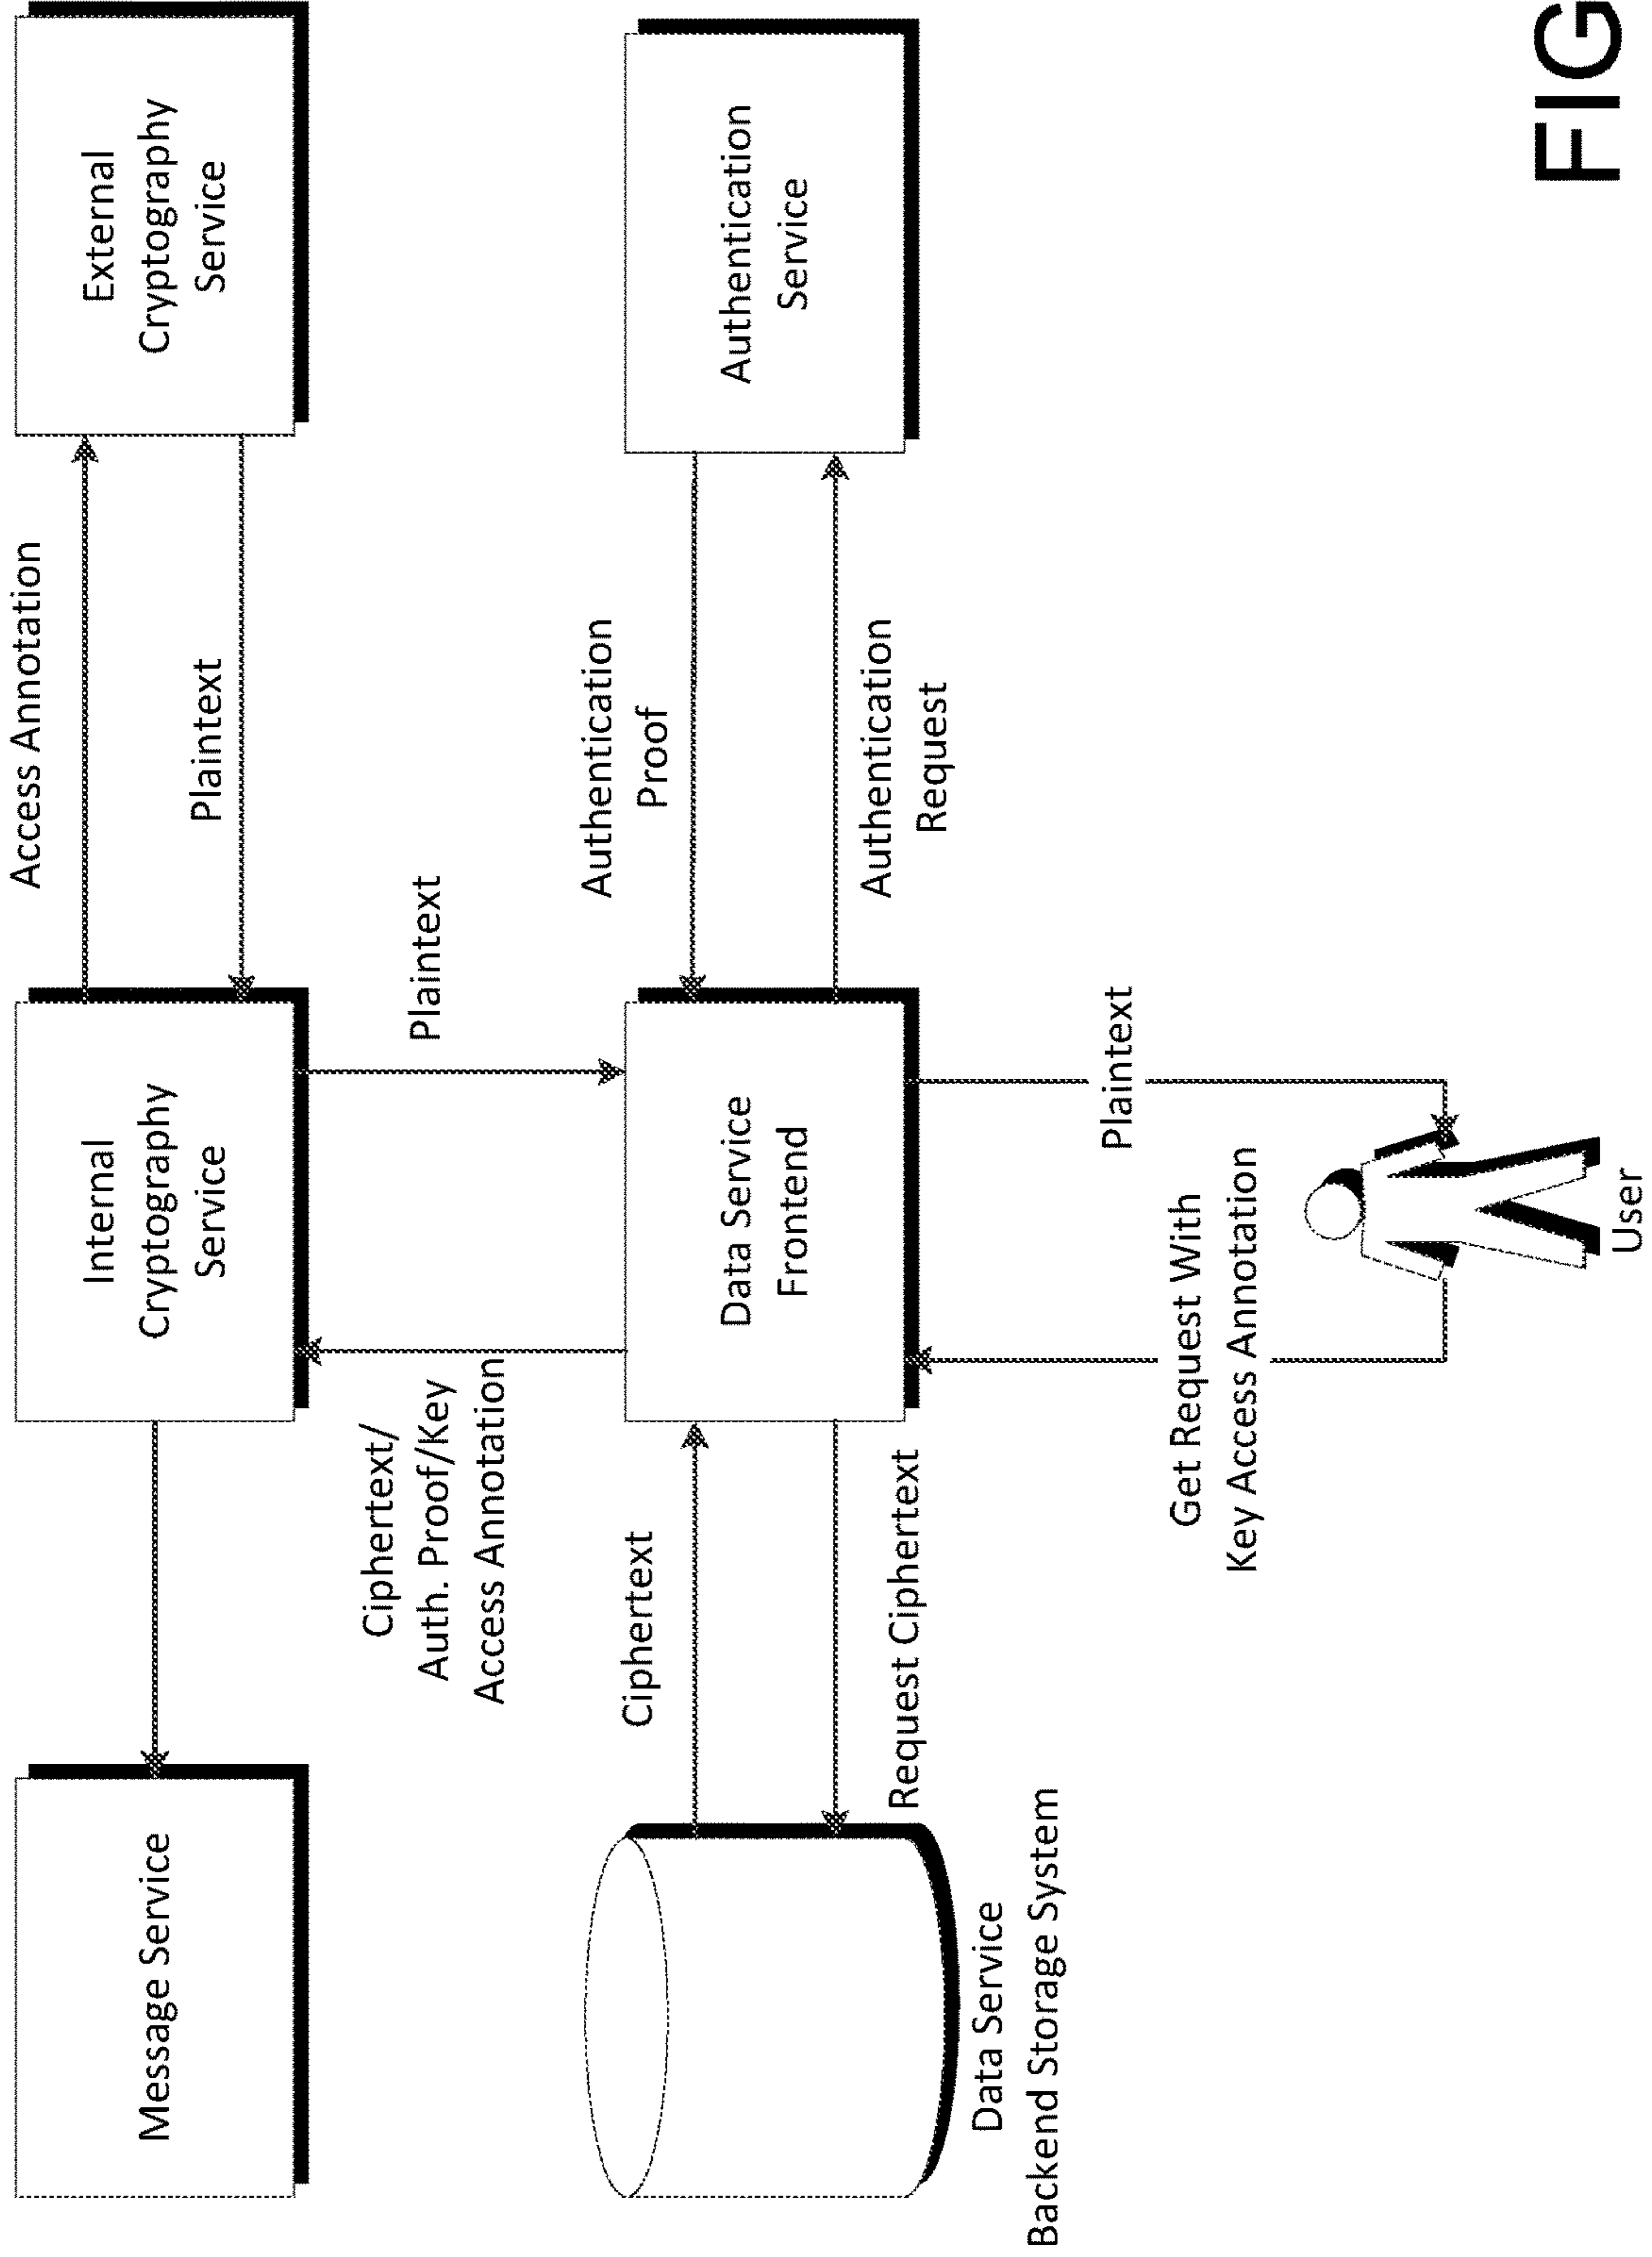 Message Service
Internal
Cryptography
Service
External
Cryptography
Service
Access Annotation
Plaintext
Ciphertext/
Auth. Proof/Key
Access Annotation
Plaintext
Ciphertext
Request Ciphertext
Data Service
Backend Storage System
Data Service
Frontend
Authentication
Proof
Authentication
Request
Authentication
Service
Get Request With
Key Access Annotation
Plaintext
User
FIG